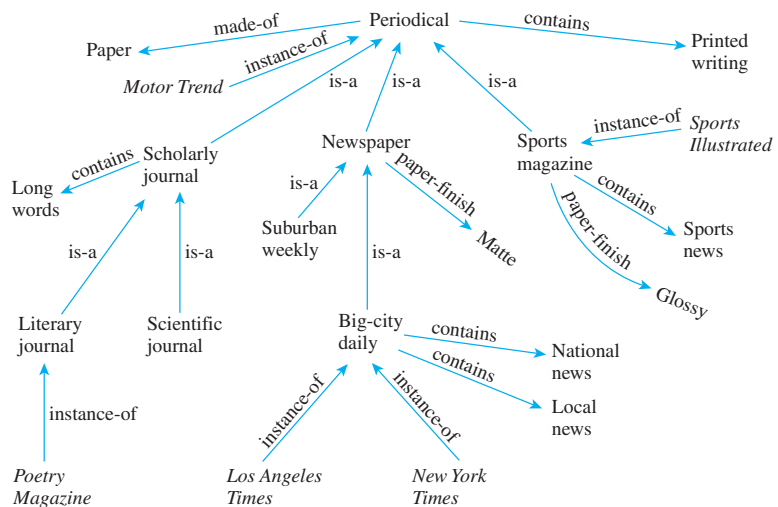 Periodical
made-of
contains
Paper
Printed
writing
instance-of
Motor Trend
is-a
is-a
is-a
instance-of
Sports
Illustrated
Scholarly
journal
contains
Long
words
Newspaper
Sports
magazine
is-a
paper-finish
contains
paper-finish
Suburban
weekly
Matte
Sports
news
is-a
is-a
is-a
Glossy
Literary
journal
Scientific
journal
Big-city
daily
contains
National
news
contains
Local
news
instance-of
instance-of
instance-of
Poetry
Magazine
Los Angeles
Times
New York
Times